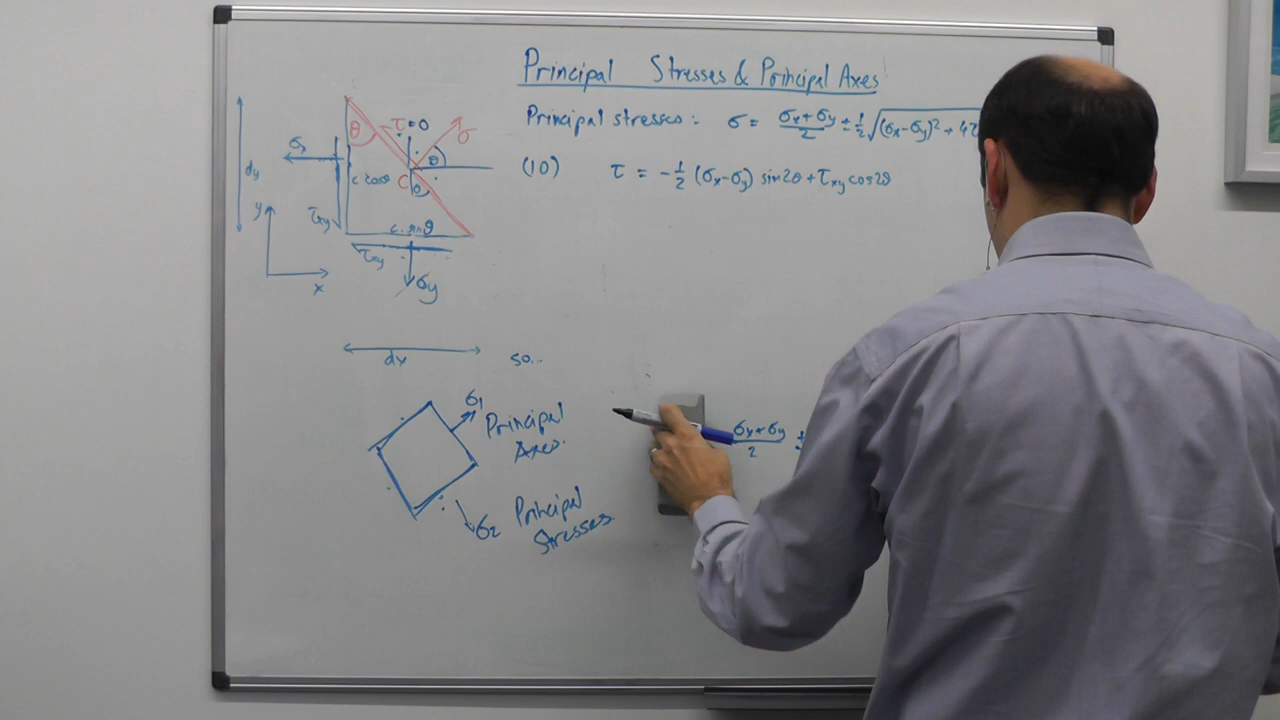 Principal Stresses & Principal Axes
Principal stresses: σ = σx+σy/2 ± 1/2 √(σx-σy)² + 4τ
(10) τ = -1/2 (σx-σy) sin2θ + τxy cos2θ
θ
τ=0
σ
θ
σx
dy
c cosθ
C
θ
y
τxy
c. sinθ
τxy
x
σy
dx
so...
σ1
Principal
Axes.
σx+σy/2 ±
σ2 Principal
Stresses.